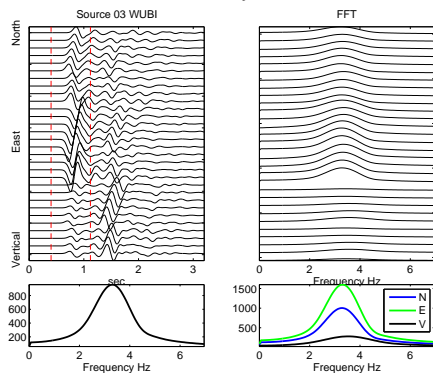 Source 03 WUBI
FFT
North
East
Vertical
0 1 2 3
sec
0 2 4 6
Frequency Hz
800
600
400
200
0 2 4 6
Frequency Hz
1500
1000
500
N
E
V
0 2 4 6
Frequency Hz